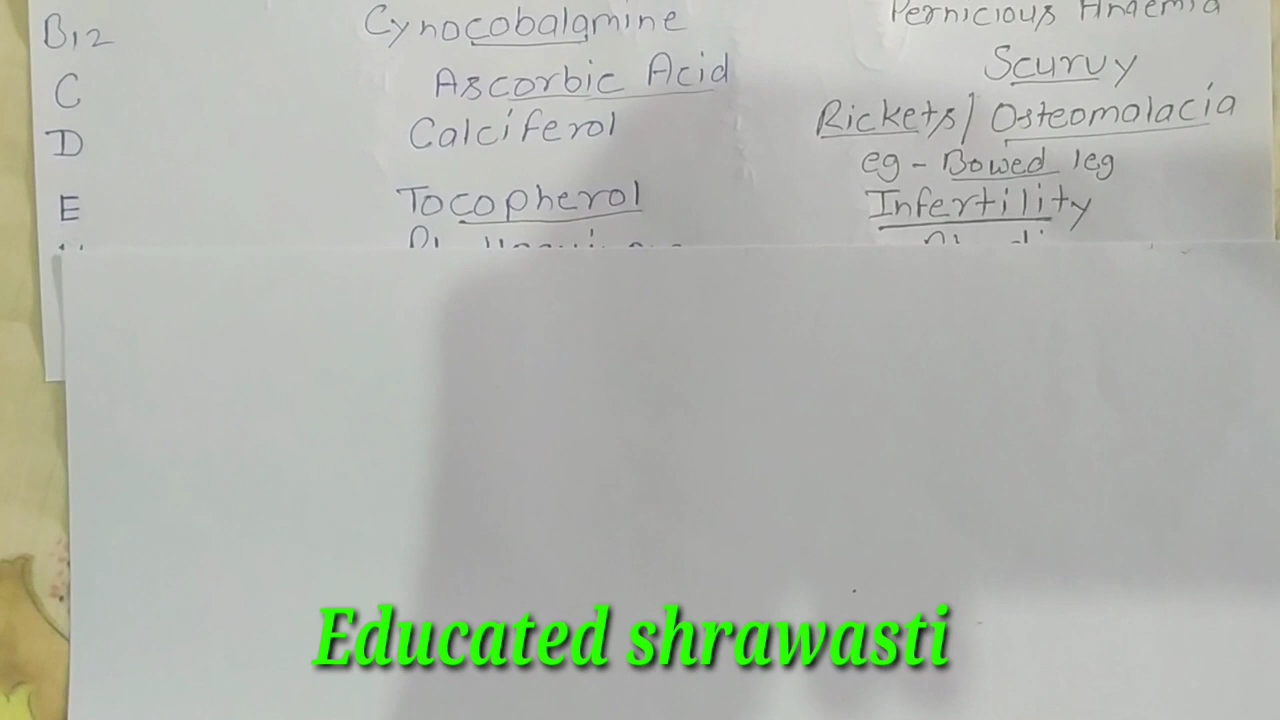 B12 Cynocobalamine Pernicious Anaemia
C Ascorbic Acid Scurvy
D Calciferol Rickets/Osteomalacia
eg - Bowed leg
E Tocopherol Infertility
Educated shrawasti